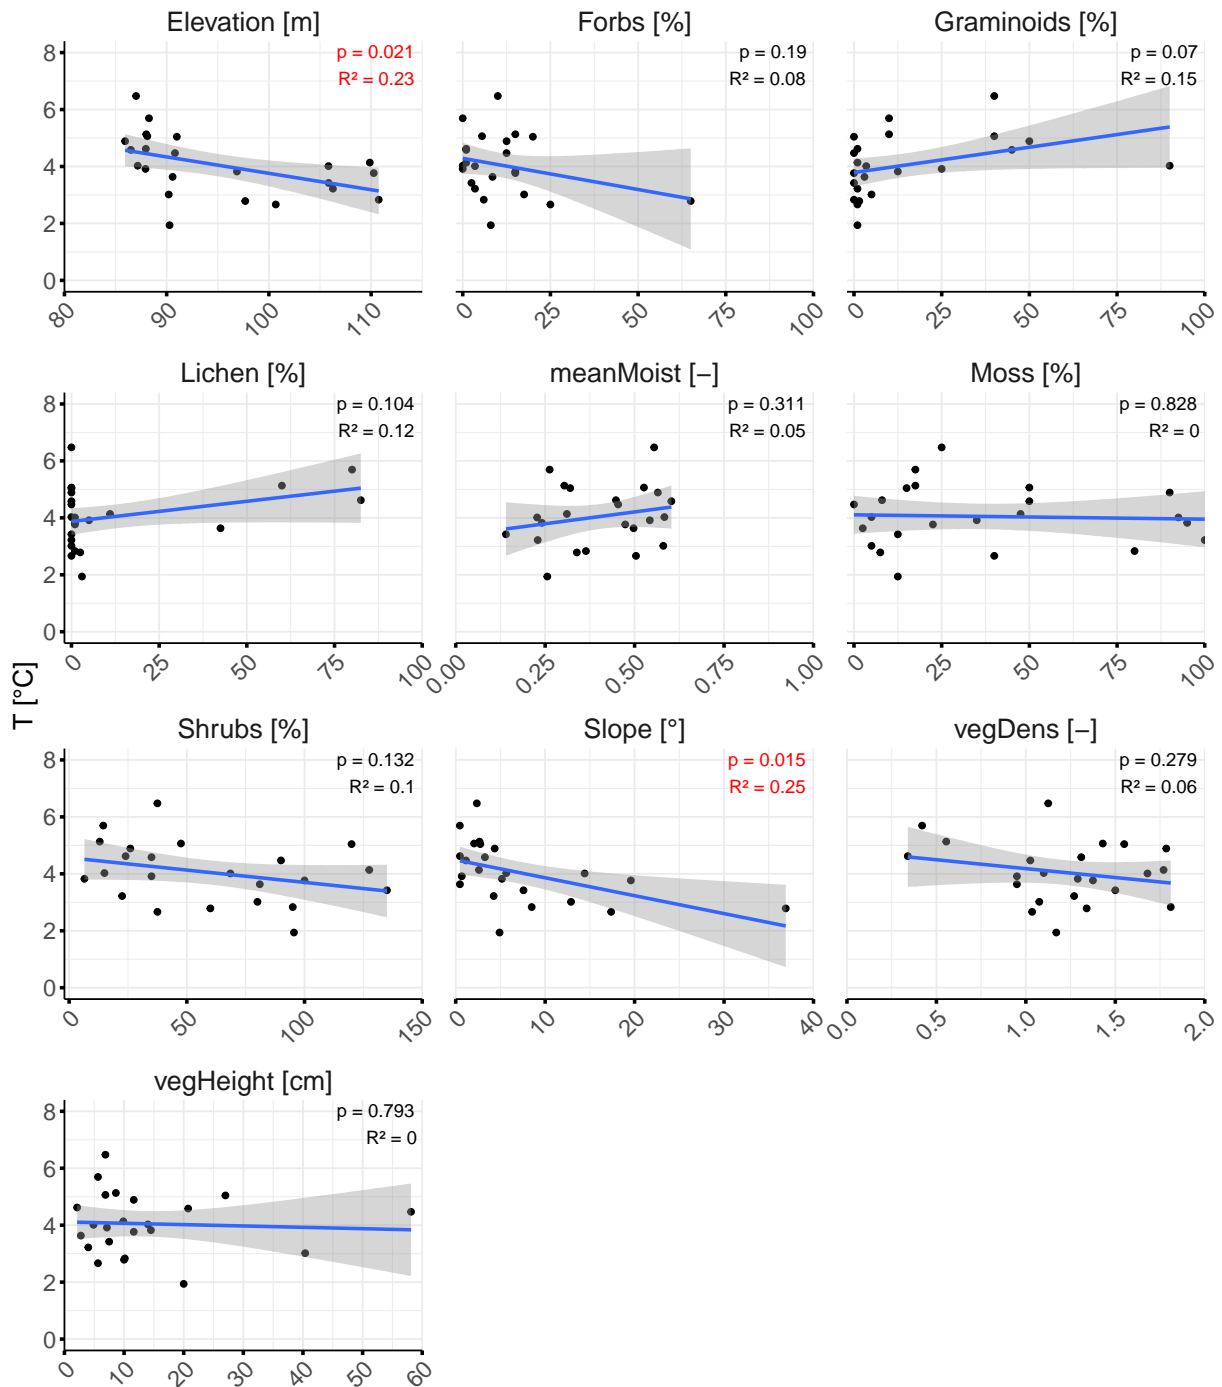 Elevation [m]
Forbs [%]
Graminoids [%]
p = 0.021
R² = 0.23
p = 0.19
R² = 0.08
p = 0.07
R² = 0.15
8
6
4
2
0
80
90
100
110
0
25
50
75
100
0
25
50
75
100
Lichen [%]
meanMoist [−]
Moss [%]
p = 0.104
R² = 0.12
p = 0.311
R² = 0.05
p = 0.828
R² = 0
8
6
4
2
0
0
25
50
75
100
0.00
0.25
0.50
0.75
1.00
0
25
50
75
100
T [°C]
Shrubs [%]
Slope [°]
vegDens [−]
p = 0.132
R² = 0.1
p = 0.015
R² = 0.25
p = 0.279
R² = 0.06
8
6
4
2
0
0
50
100
150
0
10
20
30
40
0.0
0.5
1.0
1.5
2.0
vegHeight [cm]
p = 0.793
R² = 0
8
6
4
2
0
0
10
20
30
40
50
60